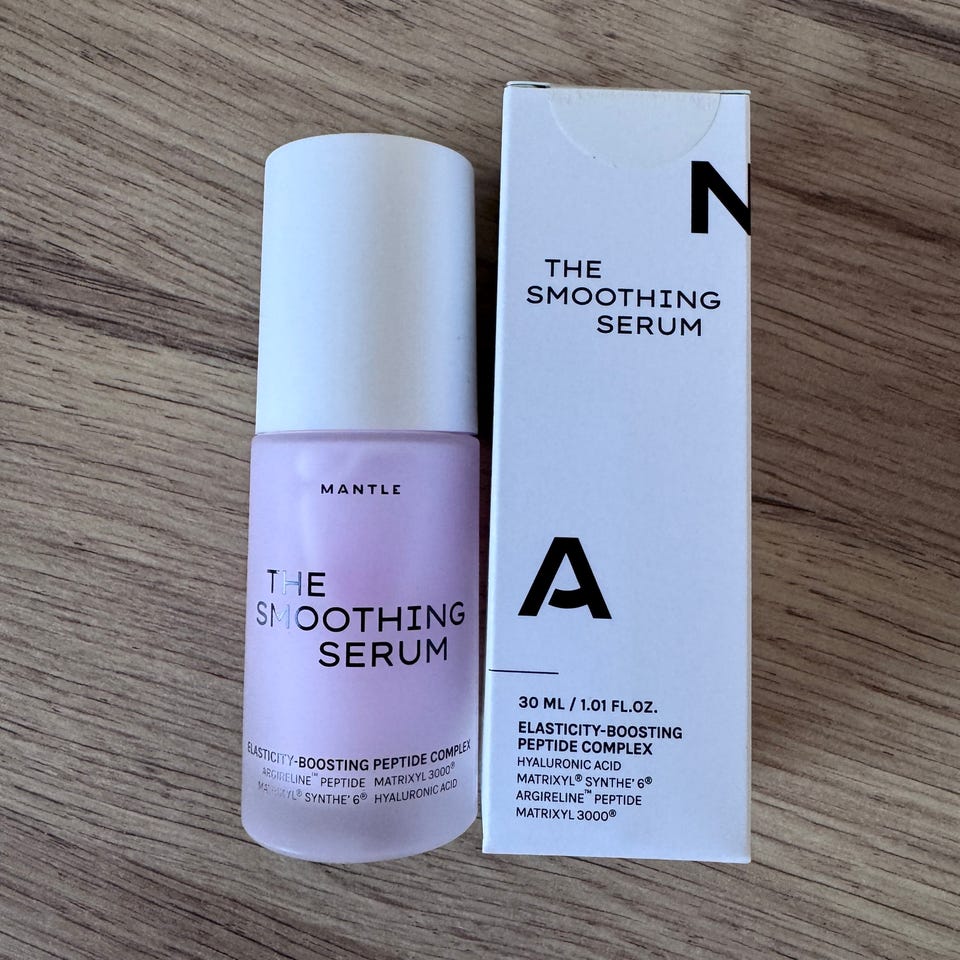 MANTLE
THE
SMOOTHING
SERUM
ELASTICITY-BOOSTING PEPTIDE COMPLEX
ARGIRELINE™ PEPTIDE MATRIXYL 3000®
MATRIXYL® SYNTHE' 6® HYALURONIC ACID
N
THE
SMOOTHING
SERUM
A
30 ML / 1.01 FL.OZ.
ELASTICITY-BOOSTING
PEPTIDE COMPLEX
HYALURONIC ACID
MATRIXYL® SYNTHE' 6®
ARGIRELINE™ PEPTIDE
MATRIXYL 3000®